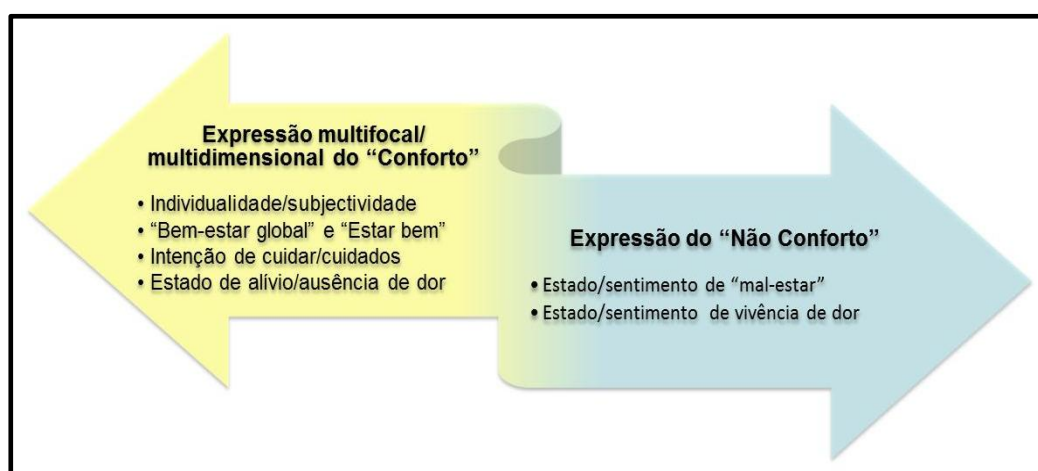 Expressão multifocal/
multidimensional do “Conforto”
• Individualidade/subjectividade
• “Bem-estar global” e “Estar bem”
• Intenção de cuidar/cuidados
• Estado de alívio/ausência de dor
Expressão do “Não Conforto”
• Estado/sentimento de “mal-estar”
• Estado/sentimento de vivência de dor